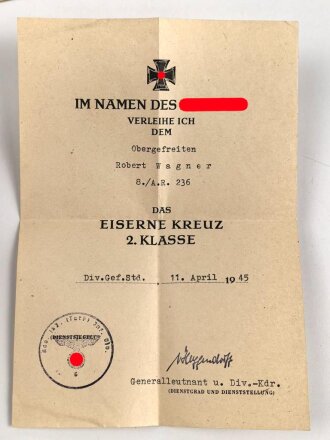 IM NAMEN DES
VERLEIHE ICH
DEM
Obergefreiten
Robert Wagner
8./A.R. 236
DAS
EISERNE KREUZ
2. KLASSE
Div.Gef.Std. 11. April 1945
(DIENSTSIEGEL)
Generalleutnant u. Div.-Kdr.
(DIENSTGRAD UND DIENSTSTELLUNG)